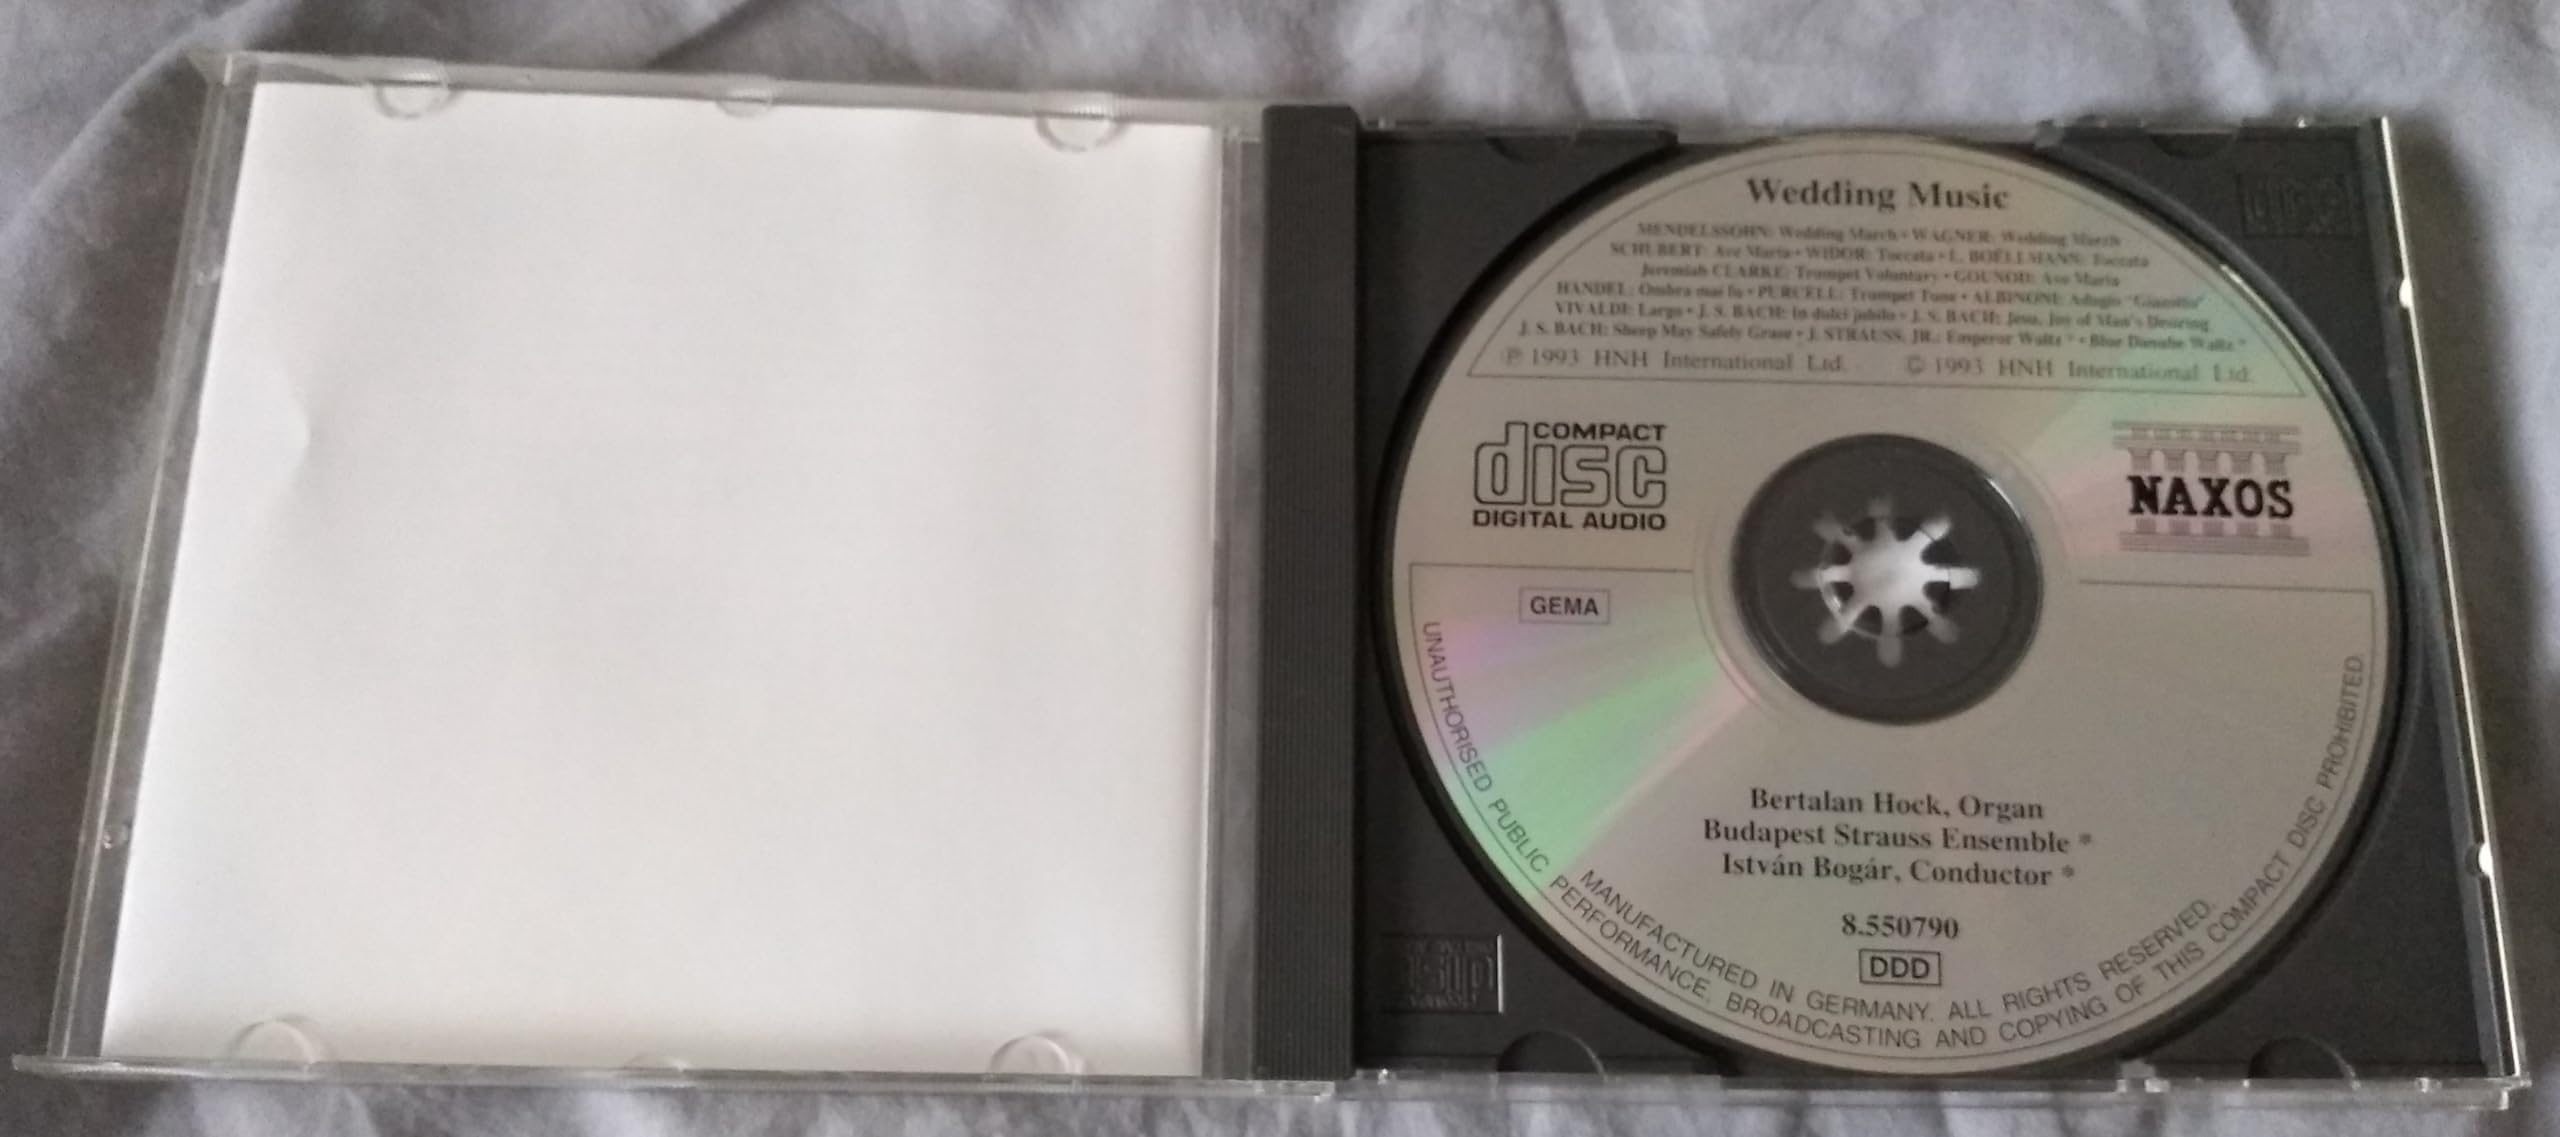 Wedding Music
MENDELSSOHN: Wedding March • WAGNER: Wedding March
SCHUBERT: Ave Maria • WIDOR: Toccata • L. BOËLLMANN: Toccata
Jeremiah CLARKE: Trumpet Voluntary • GOUNOD: Ave Maria
HANDEL: Ombra mai fu • PURCELL: Trumpet Tune • ALBINONI: Adagio "Giazotto"
VIVALDI: Largo • J. S. BACH: In dulci jubilo • J. S. BACH: Jesu, Joy of Man's Desiring
J. S. BACH: Sheep May Safely Graze • J. STRAUSS, JR.: Emperor Waltz * • Blue Danube Waltz *
℗ 1993 HNH International Ltd. © 1993 HNH International Ltd.
COMPACT
disc
DIGITAL AUDIO
NAXOS
GEMA
Bertalan Hock, Organ
Budapest Strauss Ensemble *
István Bogár, Conductor *
8.550790
DDD
MANUFACTURED IN GERMANY. ALL RIGHTS RESERVED.
UNAUTHORISED PUBLIC PERFORMANCE, BROADCASTING AND COPYING OF THIS COMPACT DISC PROHIBITED.